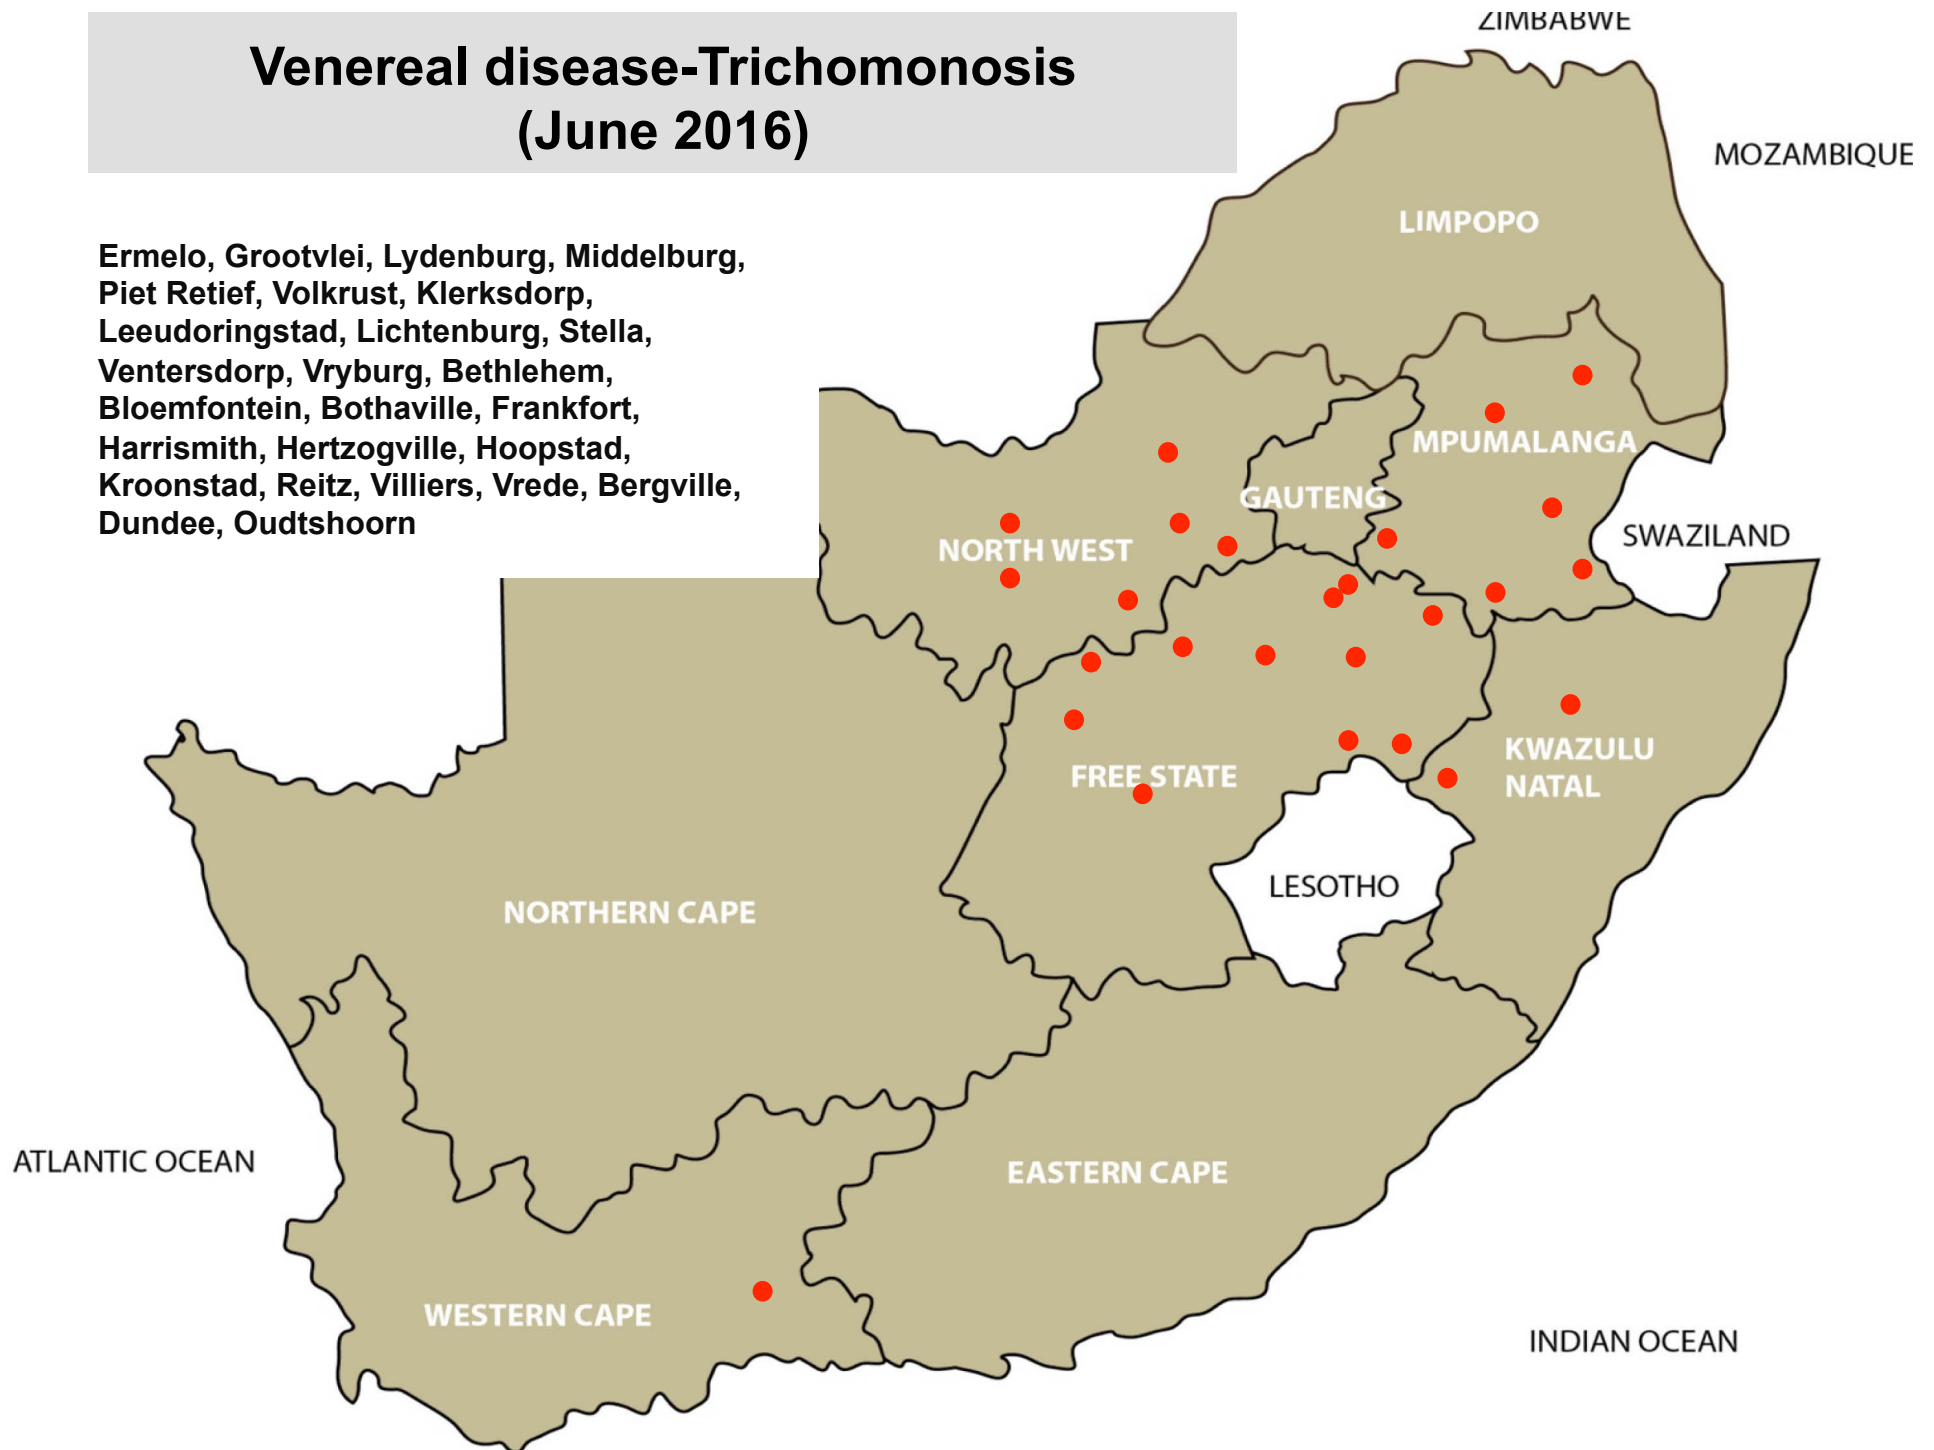 Venereal disease-Trichomonosis
(June 2016)
Ermelo, Grootvlei, Lydenburg, Middelburg,
Piet Retief, Volkrust, Klerksdorp,
Leeudoringstad, Lichtenburg, Stella,
Ventersdorp, Vryburg, Bethlehem,
Bloemfontein, Bothaville, Frankfort,
Harrismith, Hertzogville, Hoopstad,
Kroonstad, Reitz, Villiers, Vrede, Bergville,
Dundee, Oudtshoorn
ZIMBABWE
MOZAMBIQUE
LIMPOPO
MPUMALANGA
GAUTENG
SWAZILAND
NORTH WEST
KWAZULU
NATAL
FREE STATE
LESOTHO
NORTHERN CAPE
ATLANTIC OCEAN
EASTERN CAPE
WESTERN CAPE
INDIAN OCEAN